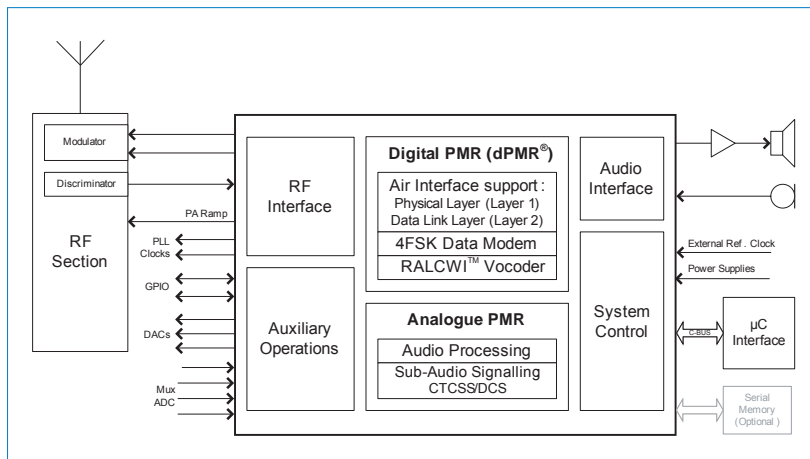 Modulator
Discriminator
RF
Section
PA Ramp
PLL
Clocks
GPIO
DACs
Mux
ADC
RF
Interface
Auxiliary
Operations
Digital PMR (dPMR®)
Air Interface support :
Physical Layer (Layer 1)
Data Link Layer (Layer 2)
4FSK Data Modem
RALCWI™ Vocoder
Analogue PMR
Audio Processing
Sub-Audio Signalling
CTCSS/DCS
Audio
Interface
System
Control
External Ref . Clock
Power Supplies
C-BUS
µC
Interface
Serial
Memory
(Optional )